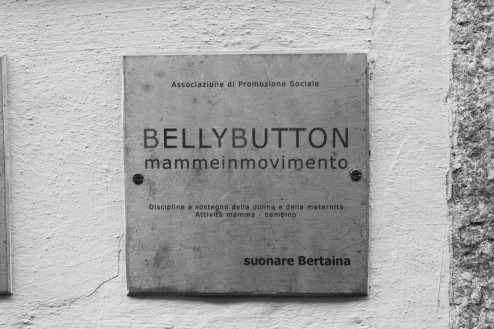 Associazione di Promozione Sociale
BELLYBUTTON
mammeinmovimento
Discipline a sostegno della donna e della maternità
Attività mamma - bambino
suonare Bertaina